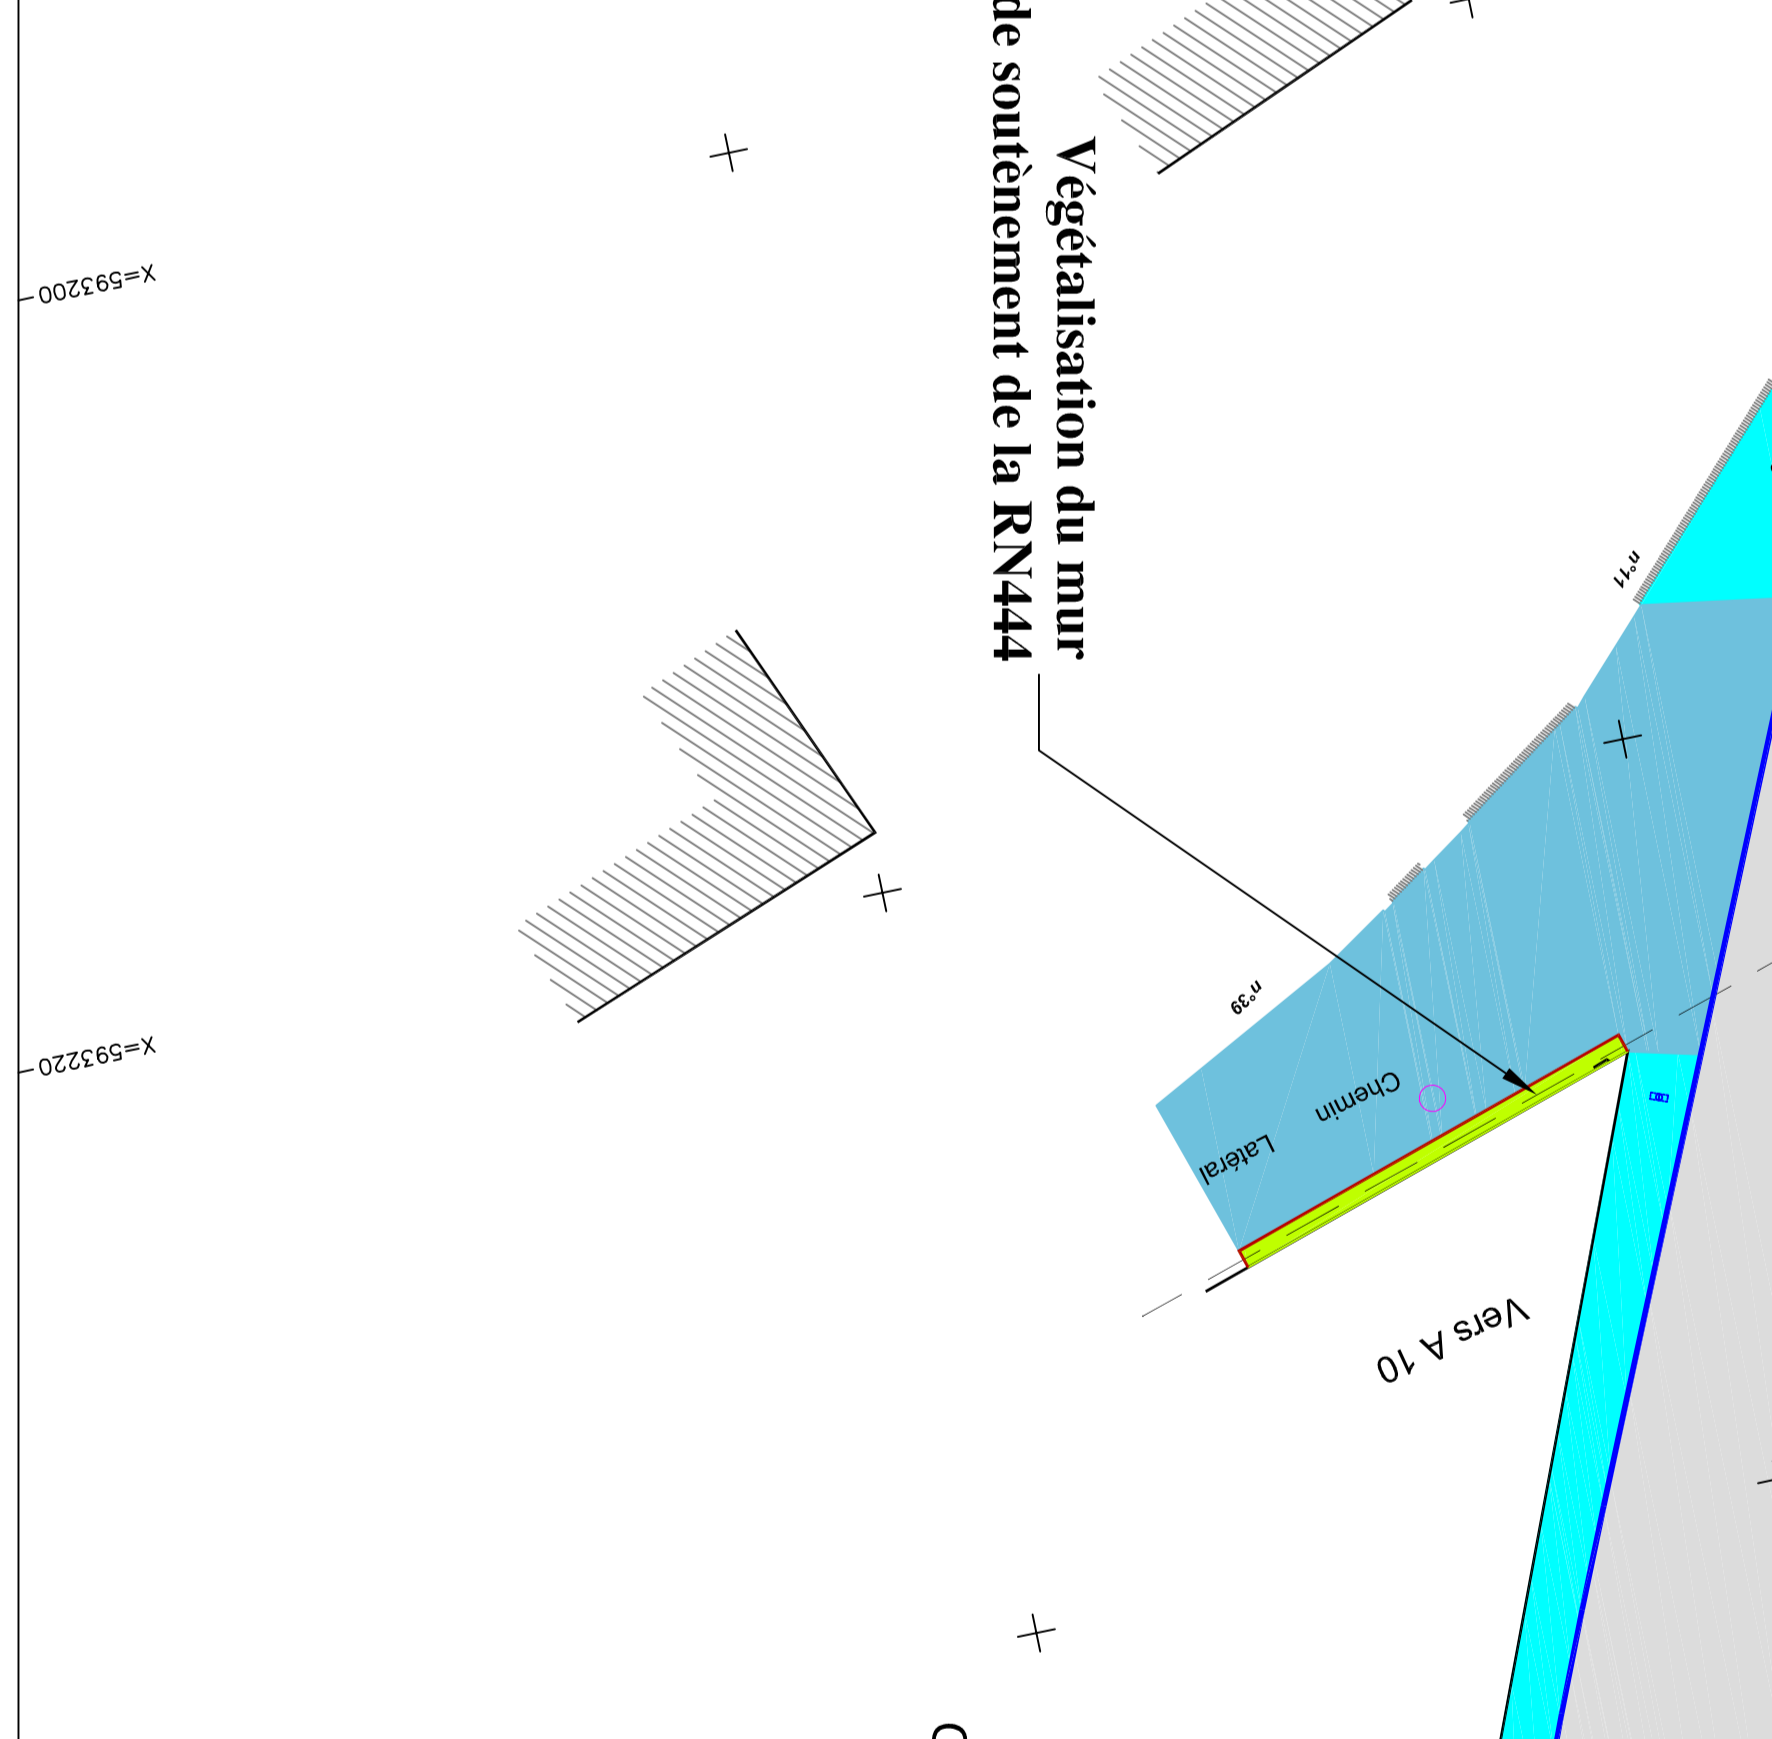 Végétalisation du mur
de soutènement de la RN444
X=593200
X=593220
n°11
n°39
Chemin
Latéral
Vers A 10